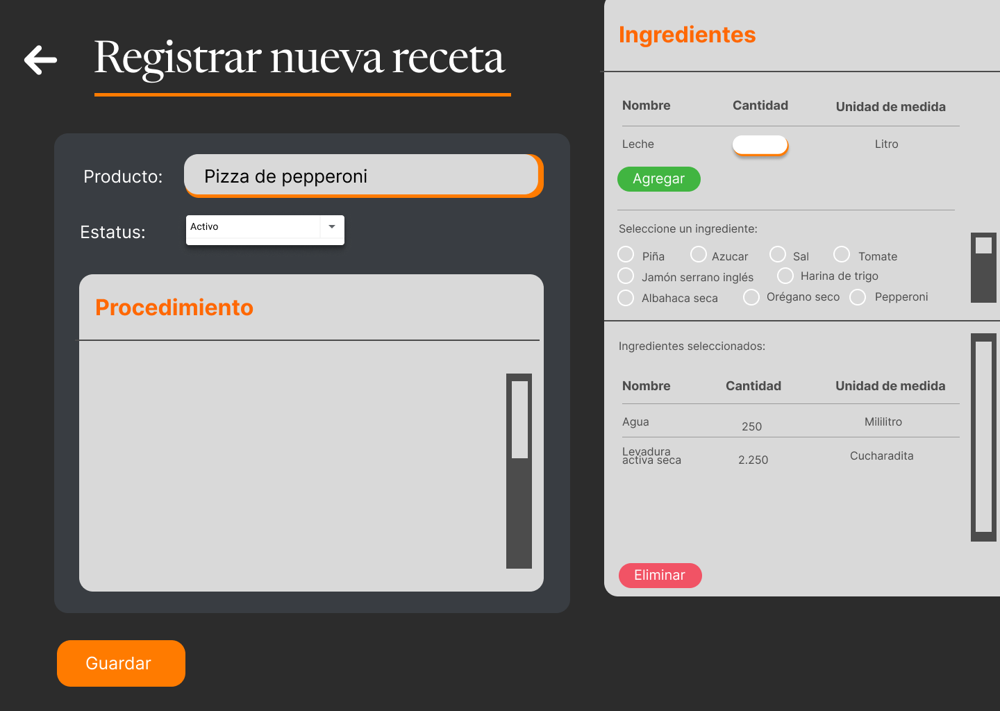 Registrar nueva receta
Producto: Pizza de pepperoni
Estatus: Activo
Procedimiento
Guardar
Ingredientes
Nombre Cantidad Unidad de medida
Leche Litro
Agregar
Seleccione un ingrediente:
Piña Azucar Sal Tomate
Jamón serrano inglés Harina de trigo
Albahaca seca Orégano seco Pepperoni
Ingredientes seleccionados:
Nombre Cantidad Unidad de medida
Agua 250 Mililitro
Levadura
activa seca 2.250 Cucharadita
Eliminar